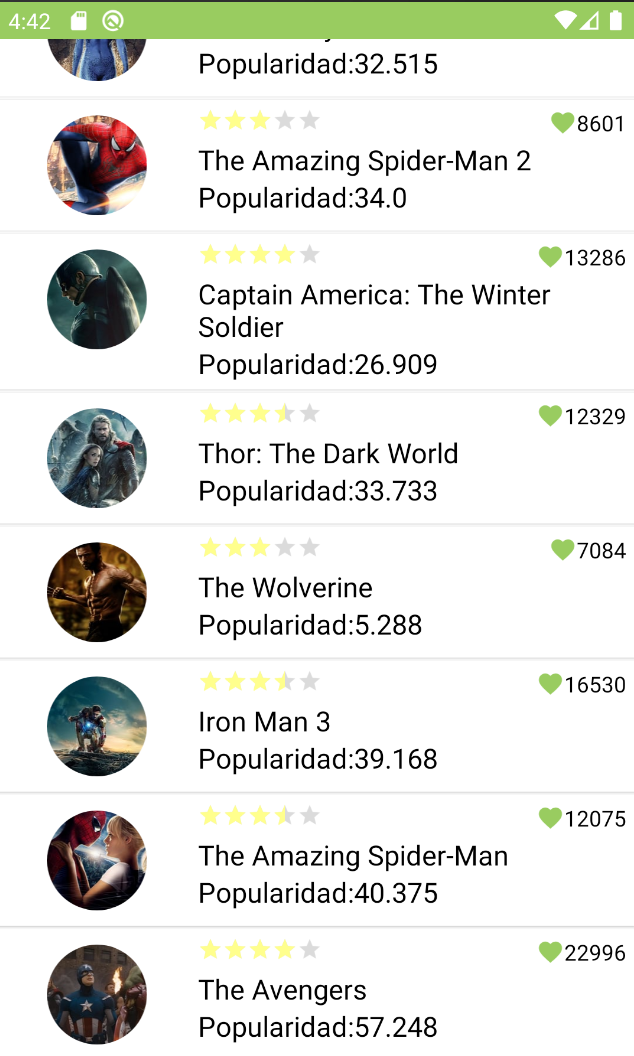 4:42
Popularidad:32.515
8601
The Amazing Spider-Man 2
Popularidad:34.0
13286
Captain America: The Winter
Soldier
Popularidad:26.909
12329
Thor: The Dark World
Popularidad:33.733
7084
The Wolverine
Popularidad:5.288
16530
Iron Man 3
Popularidad:39.168
12075
The Amazing Spider-Man
Popularidad:40.375
22996
The Avengers
Popularidad:57.248